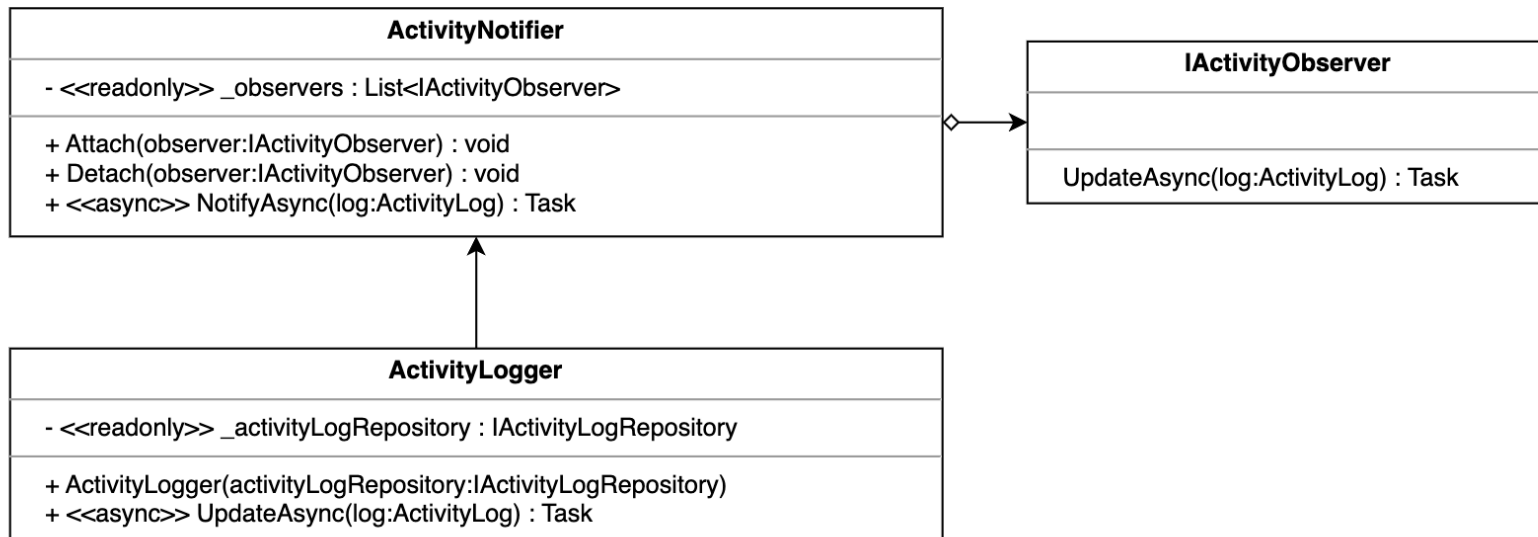 ActivityNotifier
- <<readonly>> _observers : List<IActivityObserver>
+ Attach(observer:IActivityObserver) : void
+ Detach(observer:IActivityObserver) : void
+ <<async>> NotifyAsync(log:ActivityLog) : Task
IActivityObserver
UpdateAsync(log:ActivityLog) : Task
ActivityLogger
- <<readonly>> _activityLogRepository : IActivityLogRepository
+ ActivityLogger(activityLogRepository:IActivityLogRepository)
+ <<async>> UpdateAsync(log:ActivityLog) : Task